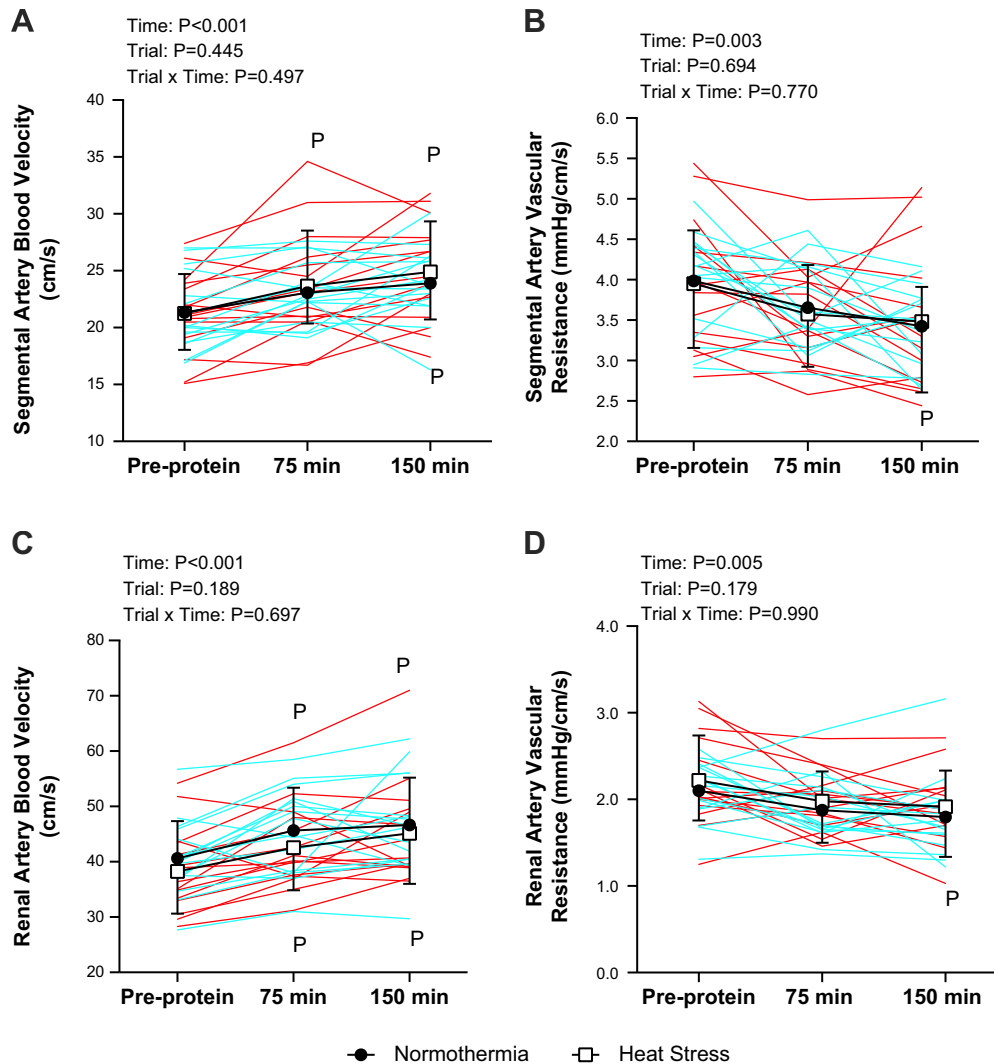 A
Time: P<0.001
Trial: P=0.445
Trial x Time: P=0.497
Segmental Artery Blood Velocity
(cm/s)
40
35
30
25
20
15
10
P
P
P
Pre-protein
75 min
150 min
B
Time: P=0.003
Trial: P=0.694
Trial x Time: P=0.770
Segmental Artery Vascular
Resistance (mmHg/cm/s)
6.0
5.5
5.0
4.5
4.0
3.5
3.0
2.5
2.0
P
Pre-protein
75 min
150 min
C
Time: P<0.001
Trial: P=0.189
Trial x Time: P=0.697
Renal Artery Blood Velocity
(cm/s)
80
70
60
50
40
30
20
P
P
P
P
Pre-protein
75 min
150 min
D
Time: P=0.005
Trial: P=0.179
Trial x Time: P=0.990
Renal Artery Vascular
Resistance (mmHg/cm/s)
4.0
3.0
2.0
1.0
0.0
P
Pre-protein
75 min
150 min
Normothermia
Heat Stress